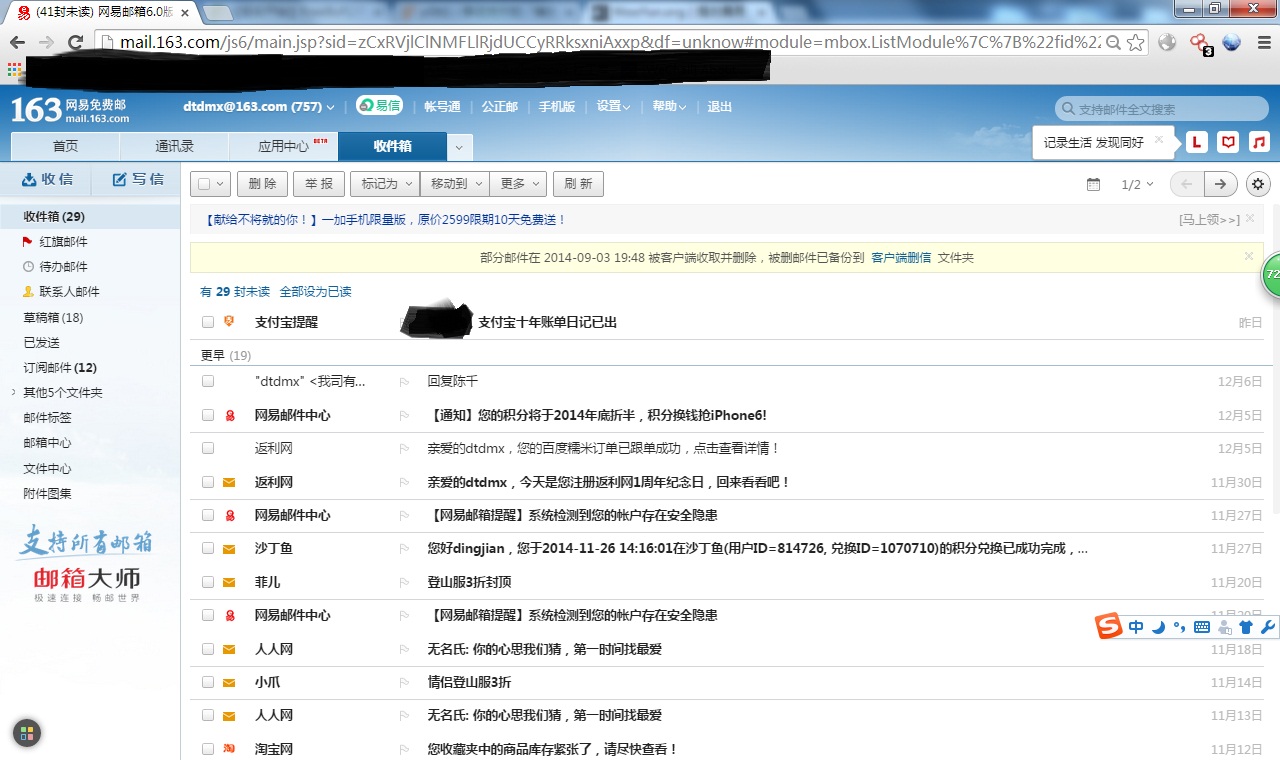 (41封未读) 网易邮箱6.0版
mail.163.com/js6/main.jsp?sid=zCxRVjlClNMFLlRjdUCCyRRksxniAxxp&df=unknow#module=mbox.ListModule%7C%7B%22fid%22
3
163 网易免费邮 mail.163.com
dtdmx@163.com (757) 易信 帐号通 公正邮 手机版 设置 帮助 退出
支持邮件全文搜索
首页 通讯录 应用中心 BETA 收件箱
记录生活 发现同好 L
收信 写信
删除 举报 标记为 移动到 更多 刷新 1/2
收件箱 (29)
红旗邮件
待办邮件
联系人邮件
草稿箱 (18)
已发送
订阅邮件 (12)
其他5个文件夹
邮件标签
邮箱中心
文件中心
附件图集
支持所有邮箱
邮箱大师
极速连接 畅邮世界
【献给不将就的你！】一加手机限量版，原价2599限期10天免费送！ [马上领>>]
部分邮件在 2014-09-03 19:48 被客户端收取并删除，被删邮件已备份到 客户端删信 文件夹
72
有 29 封未读 全部设为已读
支付宝提醒 支付宝十年账单日记已出 昨日
更早 (19)
"dtdmx" <我司有... 回复陈千 12月6日
网易邮件中心 【通知】您的积分将于2014年底折半，积分换钱抢iPhone6! 12月5日
返利网 亲爱的dtdmx，您的百度糯米订单已跟单成功，点击查看详情！ 12月5日
返利网 亲爱的dtdmx，今天是您注册返利网1周年纪念日，回来看看吧！ 11月30日
网易邮件中心 【网易邮箱提醒】系统检测到您的帐户存在安全隐患 11月27日
沙丁鱼 您好dingjian，您于2014-11-26 14:16:01在沙丁鱼(用户ID=814726, 兑换ID=1070710)的积分兑换已成功完成，... 11月27日
菲儿 登山服3折封顶 11月20日
网易邮件中心 【网易邮箱提醒】系统检测到您的帐户存在安全隐患
中
人人网 无名氏: 你的心思我们猜，第一时间找最爱 11月18日
小爪 情侣登山服3折 11月14日
人人网 无名氏: 你的心思我们猜，第一时间找最爱 11月13日
淘宝网 您收藏夹中的商品库存紧张了，请尽快查看！ 11月12日